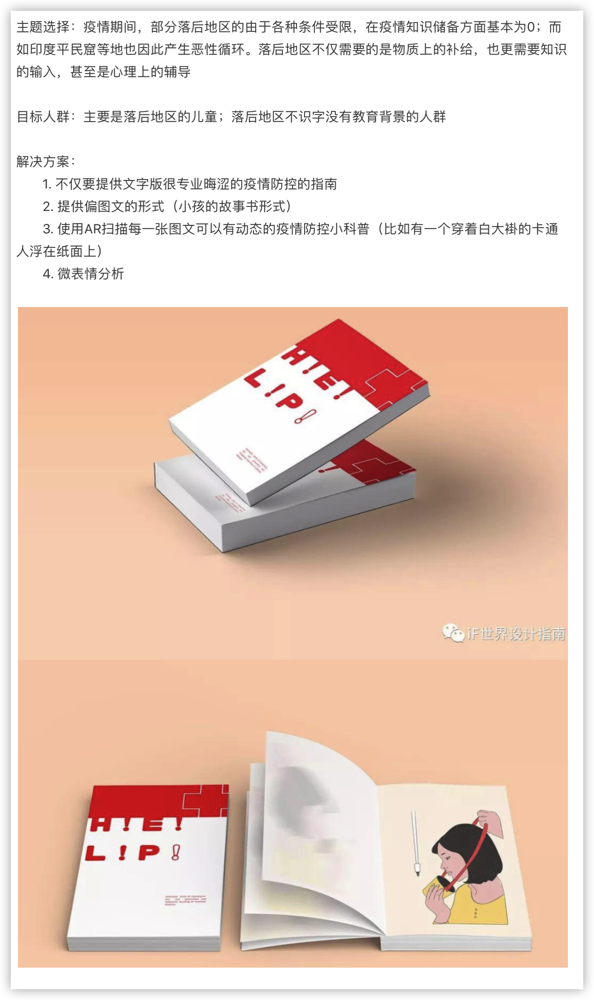 主题选择：疫情期间，部分落后地区的由于各种条件受限，在疫情知识储备方面基本为0；而
如印度平民窟等地也因此产生恶性循环。落后地区不仅需要的是物质上的补给，也更需要知识
的输入，甚至是心理上的辅导
目标人群：主要是落后地区的儿童；落后地区不识字没有教育背景的人群
解决方案：
1. 不仅要提供文字版很专业晦涩的疫情防控的指南
2. 提供偏图文的形式（小孩的故事书形式）
3. 使用AR扫描每一张图文可以有动态的疫情防控小科普（比如有一个穿着白大褂的卡通
人浮在纸面上）
4. 微表情分析
H!E!
L!P!
iF世界设计指南
H!E!
L!P!